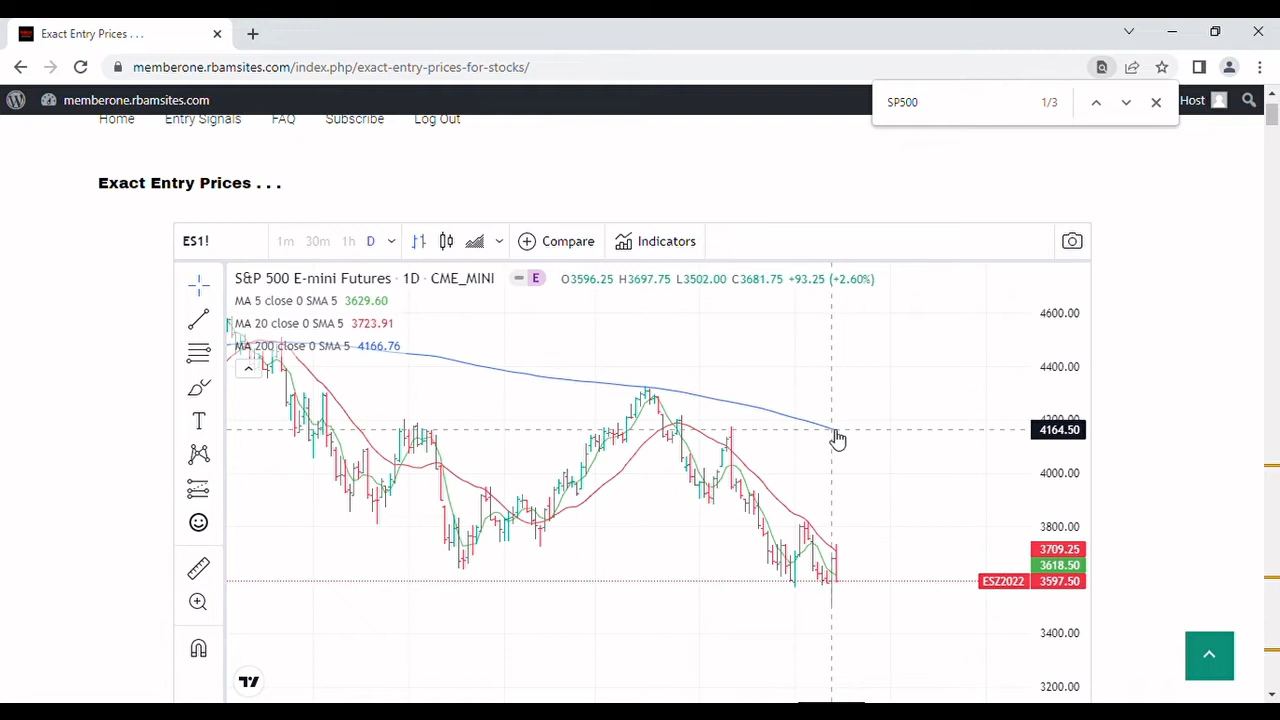 Exact Entry Prices . . .
memberone.rbamsites.com/index.php/exact-entry-prices-for-stocks/
memberone.rbamsites.com
SP500 1/3
Host
Home Entry Signals FAQ Subscribe Log Out
Exact Entry Prices . . .
ES1! 1m 30m 1h D Compare Indicators
S&P 500 E-mini Futures · 1D · CME_MINI E O3596.25 H3697.75 L3502.00 C3681.75 +93.25 (+2.60%)
MA 5 close 0 SMA 5 3629.60
MA 20 close 0 SMA 5 3723.91
MA 200 close 0 SMA 5 4166.76
4600.00
4400.00
4200.00
4164.50
4000.00
3800.00
3709.25
3618.50
ESZ2022 3597.50
3400.00
3200.00